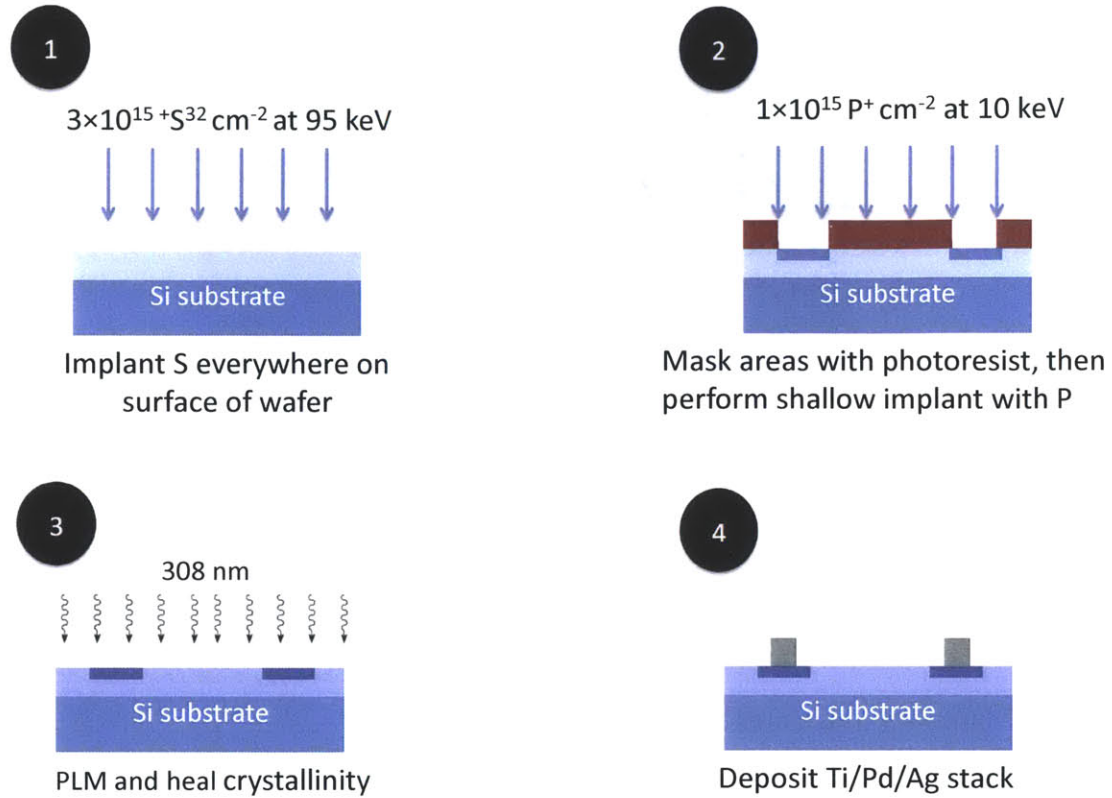 1
3×10¹⁵ ⁺S³² cm⁻² at 95 keV
Si substrate
Implant S everywhere on
surface of wafer
2
1×10¹⁵ P⁺ cm⁻² at 10 keV
Si substrate
Mask areas with photoresist, then
perform shallow implant with P
3
308 nm
Si substrate
PLM and heal crystallinity
4
Si substrate
Deposit Ti/Pd/Ag stack